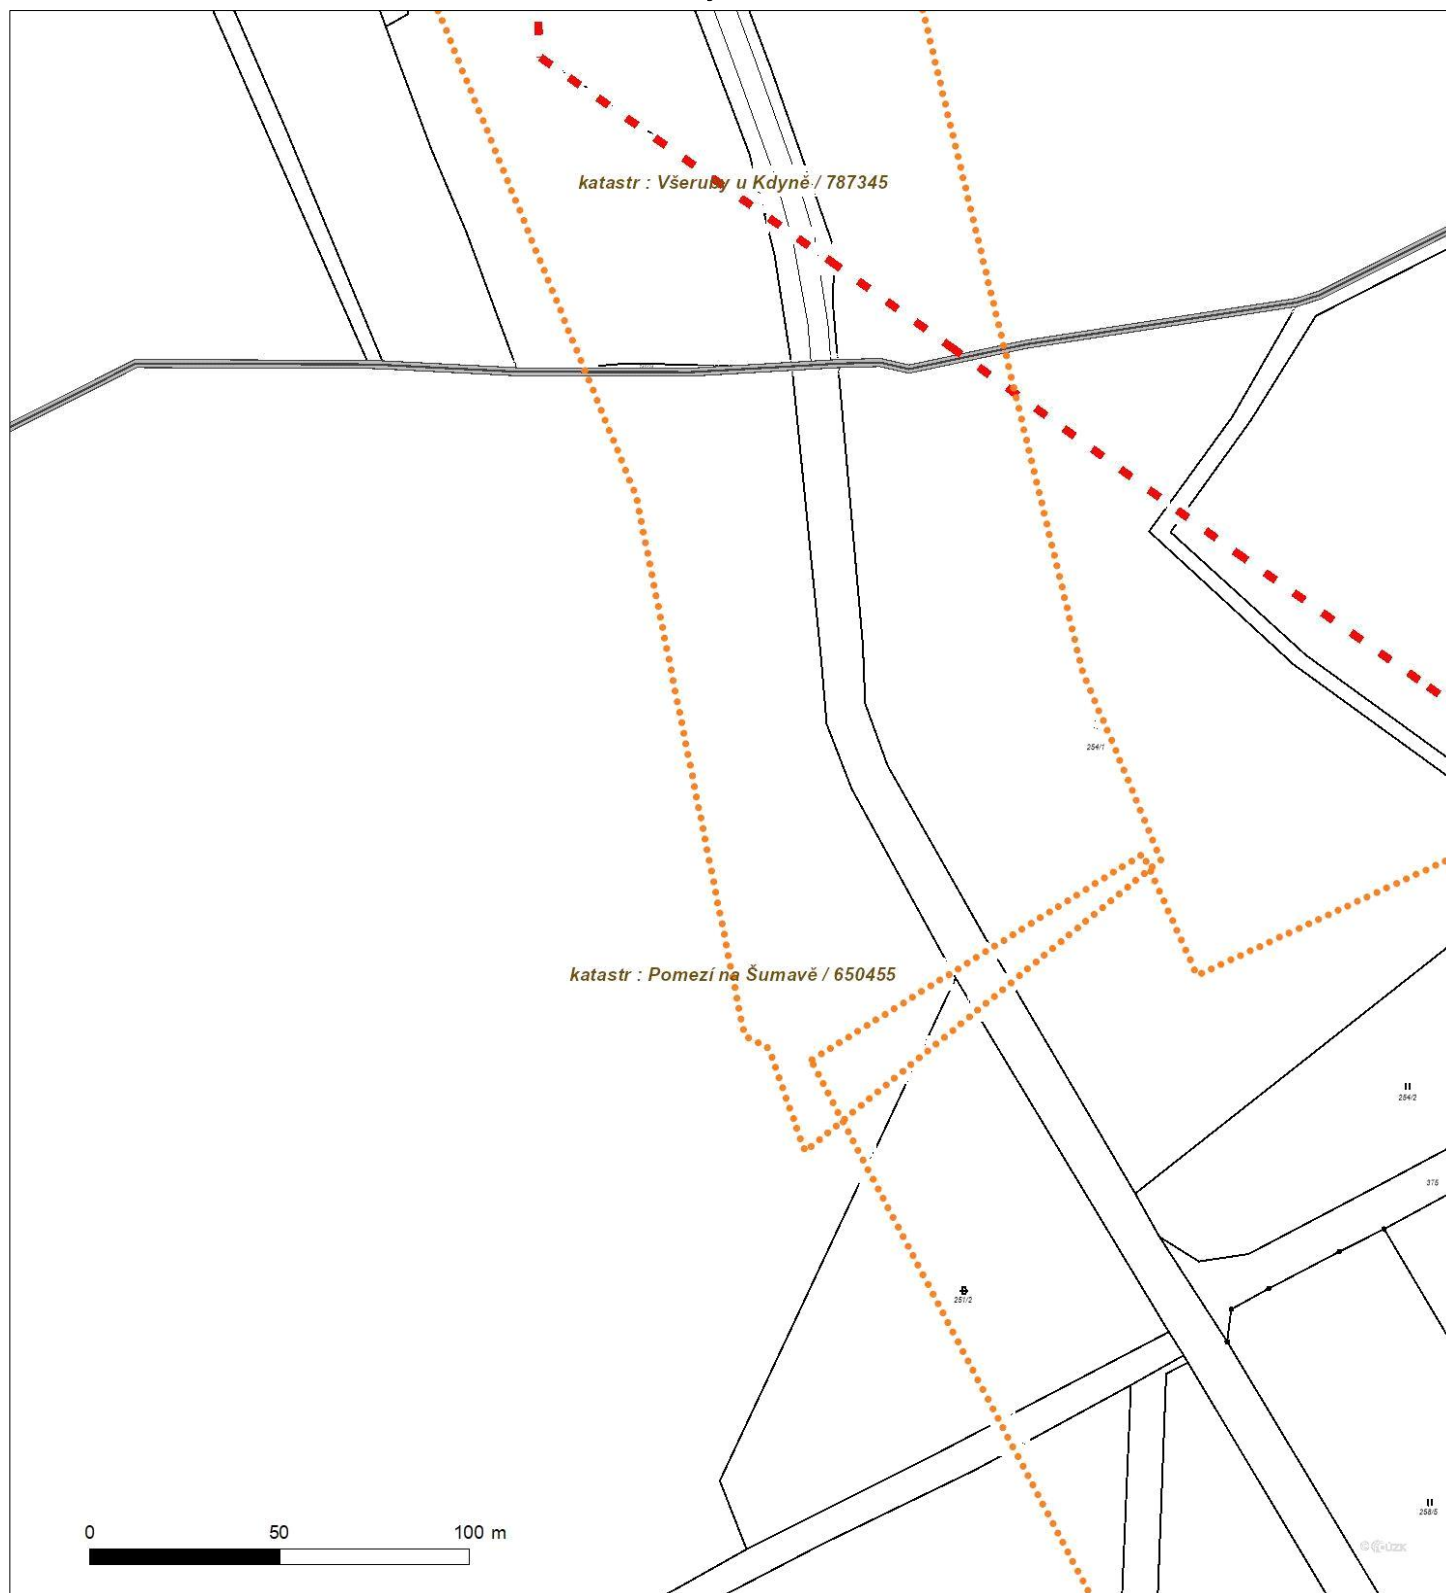 katastr : Všeruby u Kdyně / 787345
254/1
katastr : Pomezí na Šumavě / 650455
254/2
375
251/2
258/5
0 50 100 m
© ČÚZK